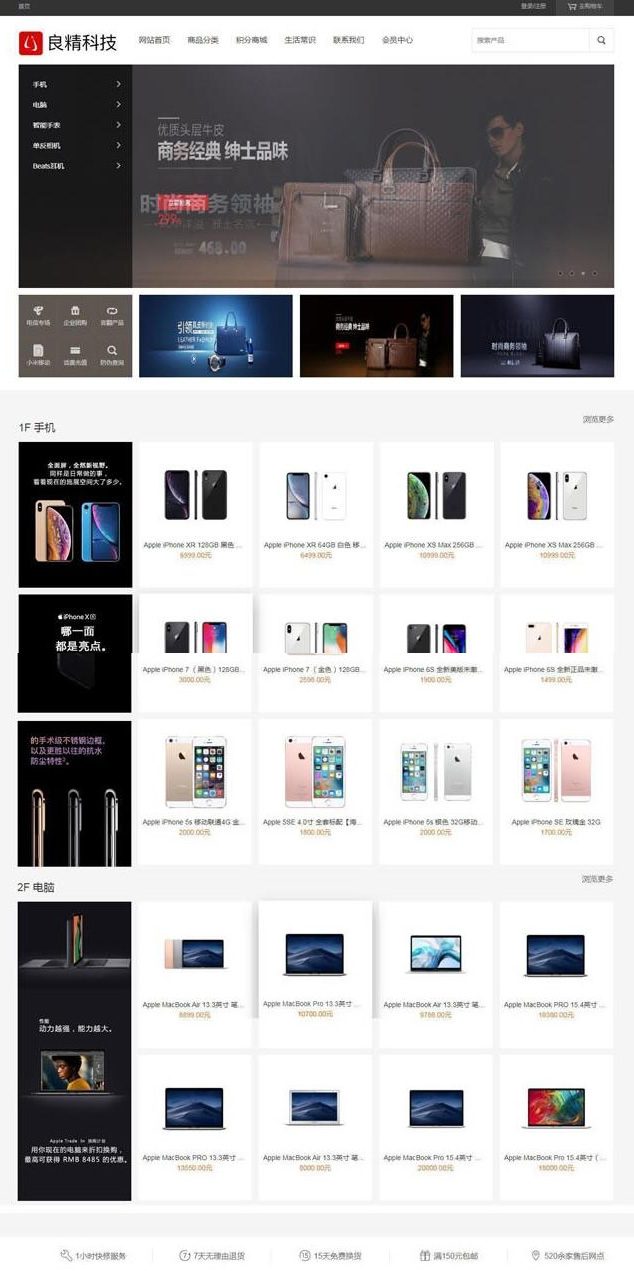 首页
登录/注册
去购物车
良精科技
网站首页
商品分类
积分商城
生活常识
联系我们
会员中心
搜索产品
手机
电脑
智能手表
单反相机
Beats耳机
优质头层牛皮
商务经典 绅士品味
时尚商务领袖
299
468.00
企业团购
小米移动
话费充值
防伪查询
引领
商务经典 绅士品味
时尚商务领袖
1F 手机
浏览更多
全面屏，全然新视野。
同样是日常做的事，
看看现在的施展空间大了多少。
Apple iPhone XR 128GB 黑色 ...
6999.00元
Apple iPhone XR 64GB 白色 移...
6499.00元
Apple iPhone XS Max 256GB ...
10999.00元
Apple iPhone XS Max 256GB ...
10999.00元
iPhone X
哪一面
都是亮点。
Apple iPhone 7 （黑色）128GB...
3000.00元
Apple iPhone 7 （金色）128GB...
2598.00元
Apple iPhone 6S 全新美版未激...
1900.00元
Apple iPhone 6S 全新正品未激...
1499.00元
的手术级不锈钢边框，
以及更胜以往的抗水
防尘特性²。
Apple iPhone 5s 移动联通4G 金...
2000.00元
Apple 5SE 4.0寸 全套标配【海...
1800.00元
Apple iPhone 5s 银色 32G移动...
2000.00元
Apple iPhone SE 玫瑰金 32G
1700.00元
2F 电脑
浏览更多
性能
动力越强，能力越大。
Apple Trade In 换购计划
用你现在的电脑来折扣换购，
最高可获得 RMB 8485 的优惠。
Apple MacBook Air 13.3英寸 笔...
8899.00元
Apple MacBook Pro 13.3英寸 ...
10700.00元
Apple MacBook Air 13.3英寸 笔...
9788.00元
Apple MacBook PRO 15.4英寸 ...
18380.00元
Apple MacBook PRO 13.3英寸 ...
13550.00元
Apple MacBook Air 13.3英寸 笔...
8000.00元
Apple MacBook Pro 15.4英寸 ...
20000.00元
Apple MacBook Pro 15.4英寸（...
18000.00元
1小时快修服务
7天无理由退货
15天免费换货
满150元包邮
520余家售后网点